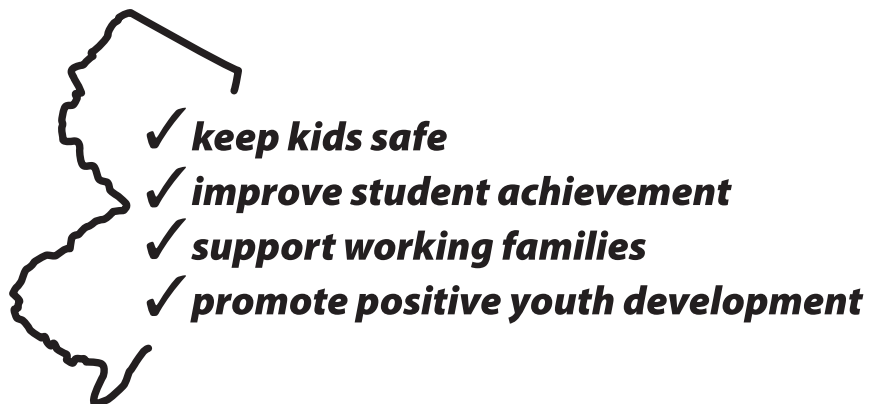 ✓ keep kids safe
✓ improve student achievement
✓ support working families
✓ promote positive youth development